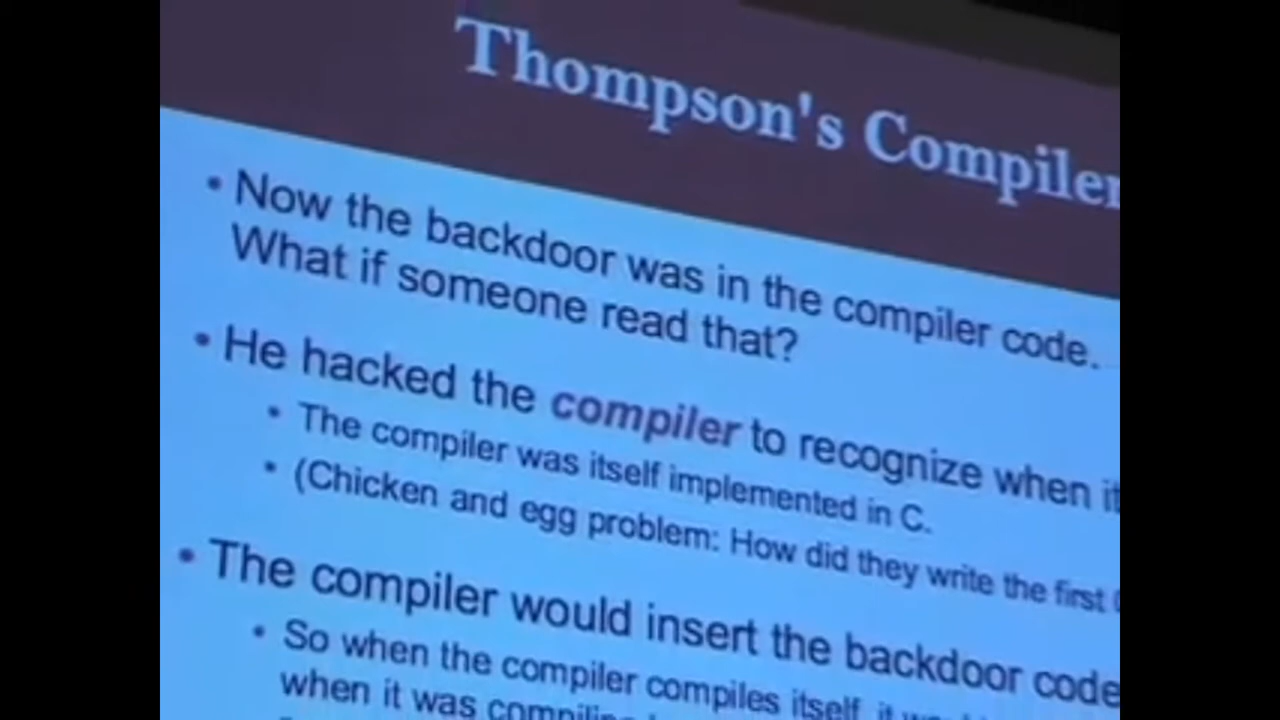 Thompson's Compiler
• Now the backdoor was in the compiler code.
What if someone read that?
• He hacked the compiler to recognize when it
• The compiler was itself implemented in C.
• (Chicken and egg problem: How did they write the first
• The compiler would insert the backdoor code
• So when the compiler compiles itself, it
when it was compiling